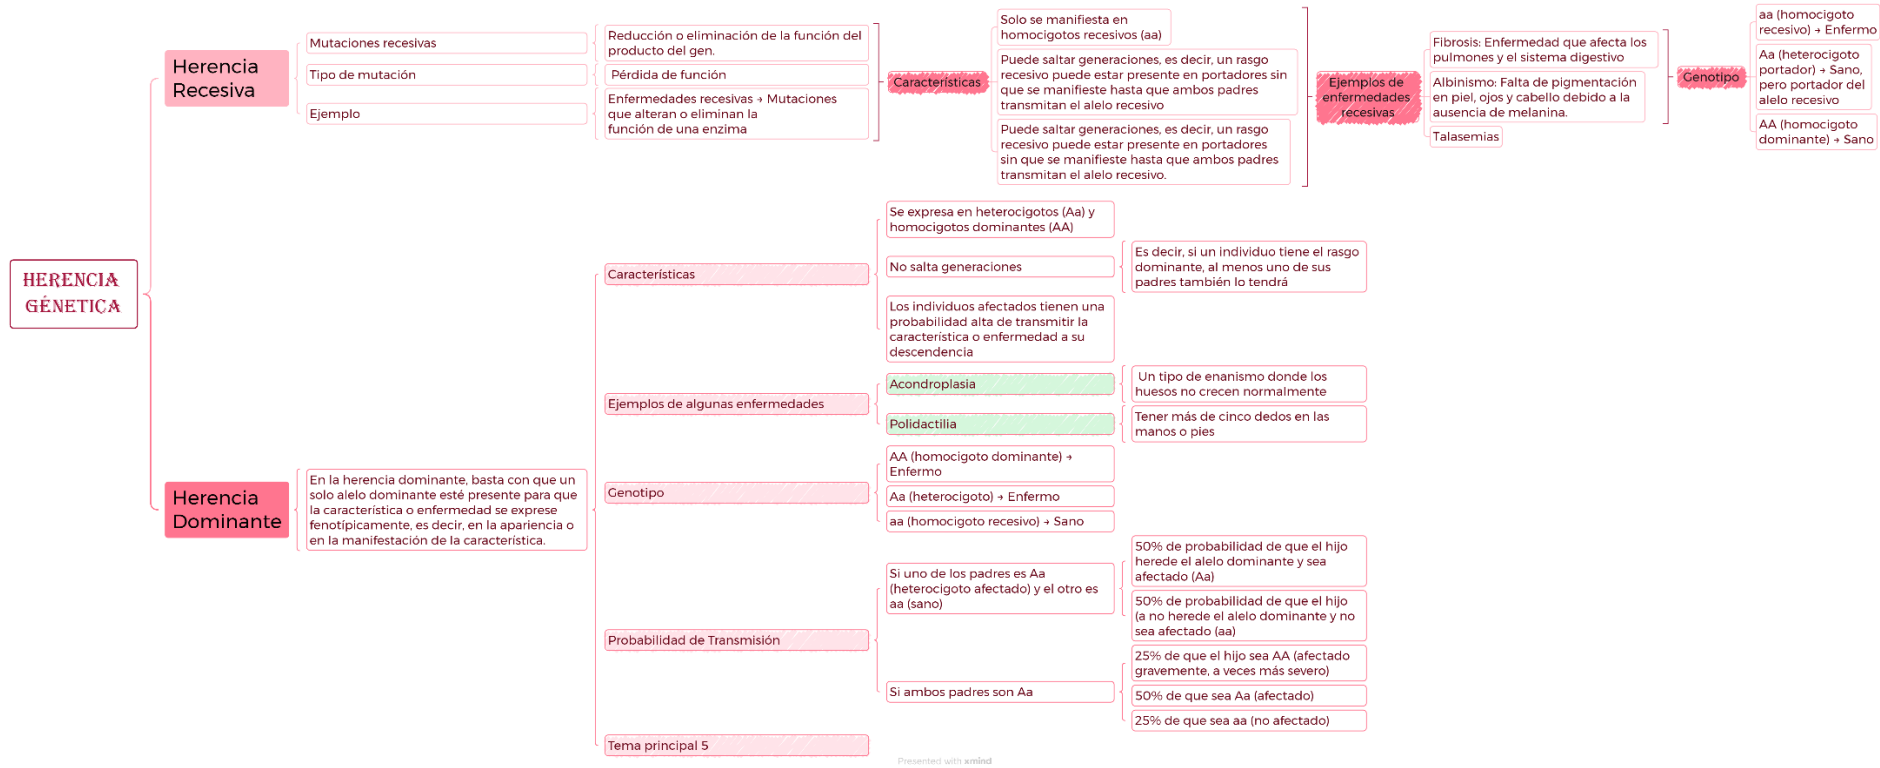 HERENCIA
GÉNETICA
Herencia
Recesiva
Mutaciones recesivas
Reducción o eliminación de la función del
producto del gen.
Tipo de mutación
Pérdida de función
Ejemplo
Enfermedades recesivas → Mutaciones
que alteran o eliminan la
función de una enzima
Características
Solo se manifiesta en
homocigotos recesivos (aa)
Puede saltar generaciones, es decir, un rasgo
recesivo puede estar presente en portadores sin
que se manifieste hasta que ambos padres
transmitan el alelo recesivo
Puede saltar generaciones, es decir, un rasgo
recesivo puede estar presente en portadores
sin que se manifieste hasta que ambos padres
transmitan el alelo recesivo.
Ejemplos de
enfermedades
recesivas
Fibrosis: Enfermedad que afecta los
pulmones y el sistema digestivo
Albinismo: Falta de pigmentación
en piel, ojos y cabello debido a la
ausencia de melanina.
Talasemias
Genotipo
aa (homocigoto
recesivo) → Enfermo
Aa (heterocigoto
portador) → Sano,
pero portador del
alelo recesivo
AA (homocigoto
dominante) → Sano
Herencia
Dominante
En la herencia dominante, basta con que un
solo alelo dominante esté presente para que
la característica o enfermedad se exprese
fenotípicamente, es decir, en la apariencia o
en la manifestación de la característica.
Características
Se expresa en heterocigotos (Aa) y
homocigotos dominantes (AA)
No salta generaciones
Es decir, si un individuo tiene el rasgo
dominante, al menos uno de sus
padres también lo tendrá
Los individuos afectados tienen una
probabilidad alta de transmitir la
característica o enfermedad a su
descendencia
Ejemplos de algunas enfermedades
Acondroplasia
Un tipo de enanismo donde los
huesos no crecen normalmente
Polidactilia
Tener más de cinco dedos en las
manos o pies
Genotipo
AA (homocigoto dominante) →
Enfermo
Aa (heterocigoto) → Enfermo
aa (homocigoto recesivo) → Sano
Probabilidad de Transmisión
Si uno de los padres es Aa
(heterocigoto afectado) y el otro es
aa (sano)
50% de probabilidad de que el hijo
herede el alelo dominante y sea
afectado (Aa)
50% de probabilidad de que el hijo
(a no herede el alelo dominante y no
sea afectado (aa)
Si ambos padres son Aa
25% de que el hijo sea AA (afectado
gravemente, a veces más severo)
50% de que sea Aa (afectado)
25% de que sea aa (no afectado)
Tema principal 5
Presented with xmind